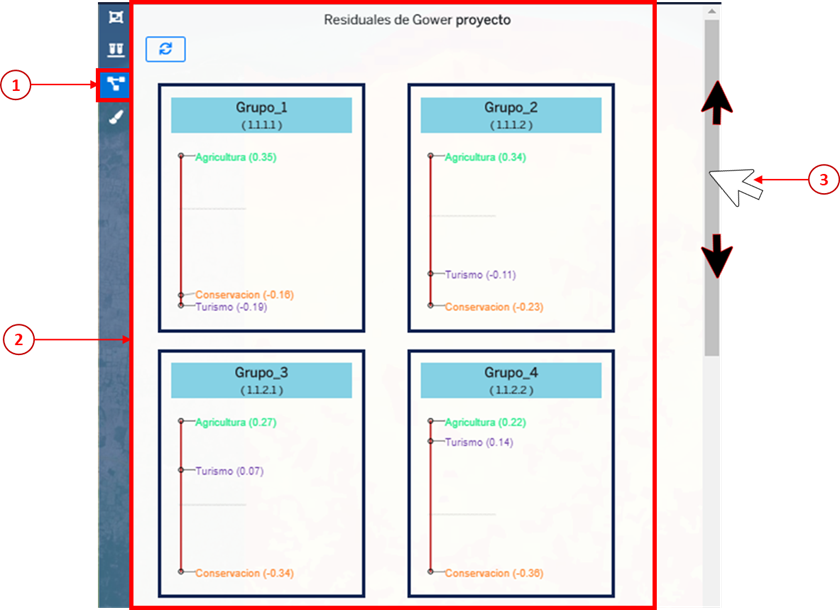 Residuales de Gower proyecto
1
2
3
Grupo_1
(1.1.1.1)
Agricultura (0.35)
Conservacion (-0.16)
Turismo (-0.19)
Grupo_2
(1.1.1.2)
Agricultura (0.34)
Turismo (-0.11)
Conservacion (-0.23)
Grupo_3
(1.1.2.1)
Agricultura (0.27)
Turismo (0.07)
Conservacion (-0.34)
Grupo_4
(1.1.2.2)
Agricultura (0.22)
Turismo (0.14)
Conservacion (-0.36)